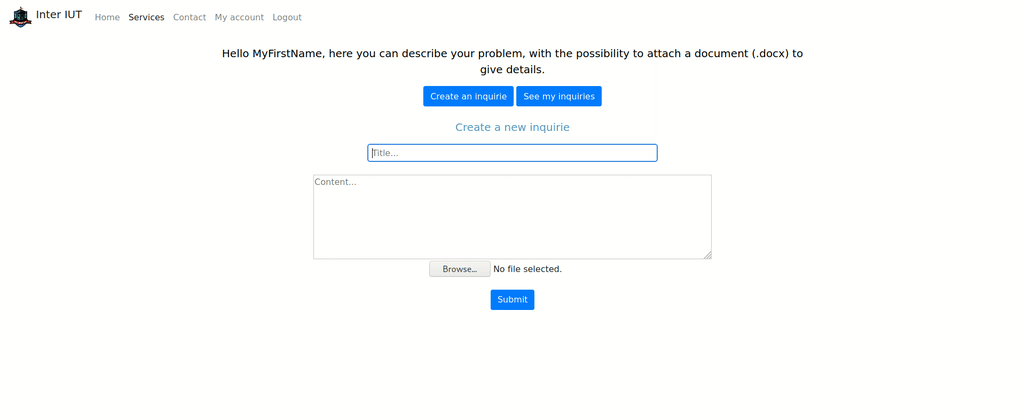 Inter IUT Home Services Contact My account Logout
Hello MyFirstName, here you can describe your problem, with the possibility to attach a document (.docx) to
give details.
Create an inquirie See my inquiries
Create a new inquirie
Title...
Content...
Browse... No file selected.
Submit